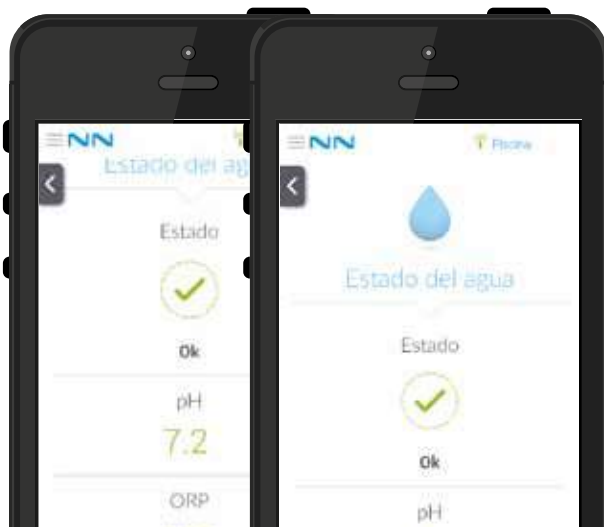 NN
Estado del ag
Estado
Ok
pH
7.2
ORP
NN
Piscina
Estado del agua
Estado
Ok
pH